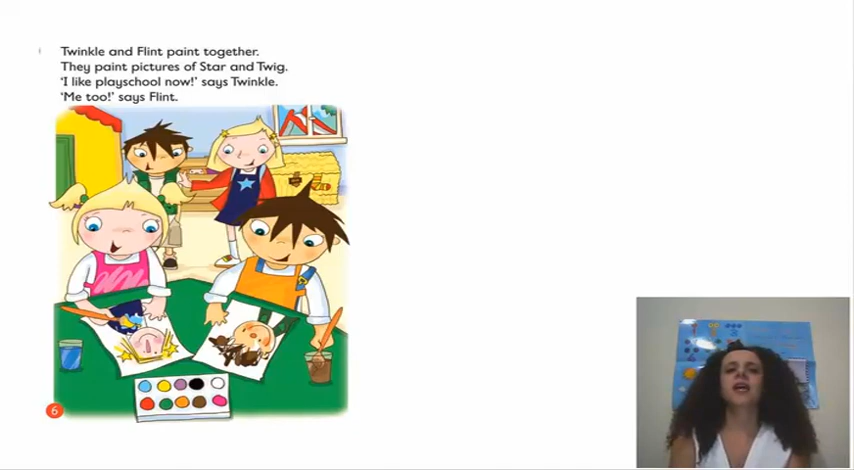 Twinkle and Flint paint together.
They paint pictures of Star and Twig.
‘I like playschool now!’ says Twinkle.
‘Me too!’ says Flint.
6